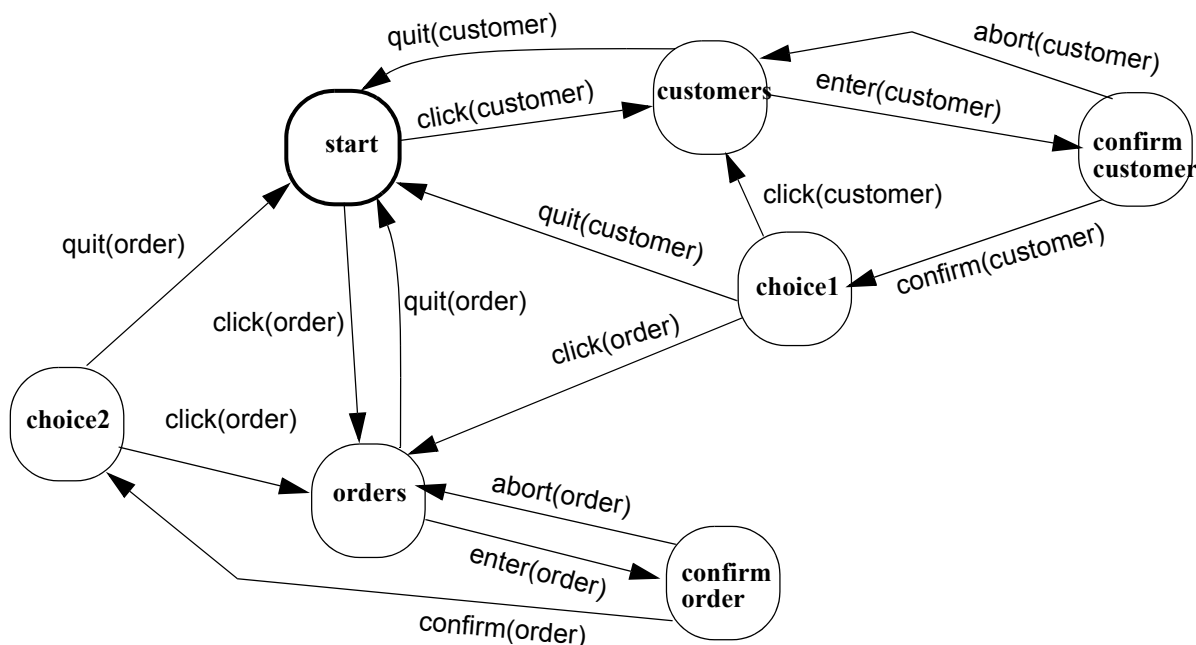 quit(customer)
abort(customer)
customers
enter(customer)
click(customer)
start
confirm
customer
click(customer)
quit(customer)
quit(order)
confirm(customer)
choice1
quit(order)
click(order)
click(order)
choice2
click(order)
orders
abort(order)
enter(order)
confirm
order
confirm(order)